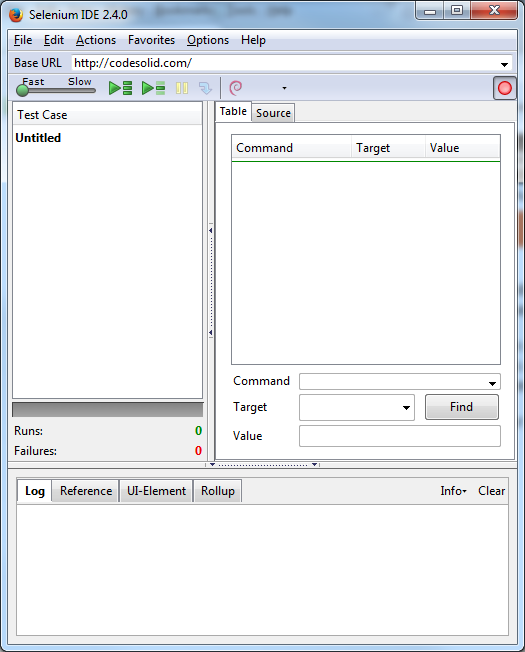 Selenium IDE 2.4.0
File Edit Actions Favorites Options Help
Base URL http://codesolid.com/
Fast Slow
Test Case
Untitled
Runs: 0
Failures: 0
Table Source
Command Target Value
Command
Target Find
Value
Log Reference UI-Element Rollup Info Clear